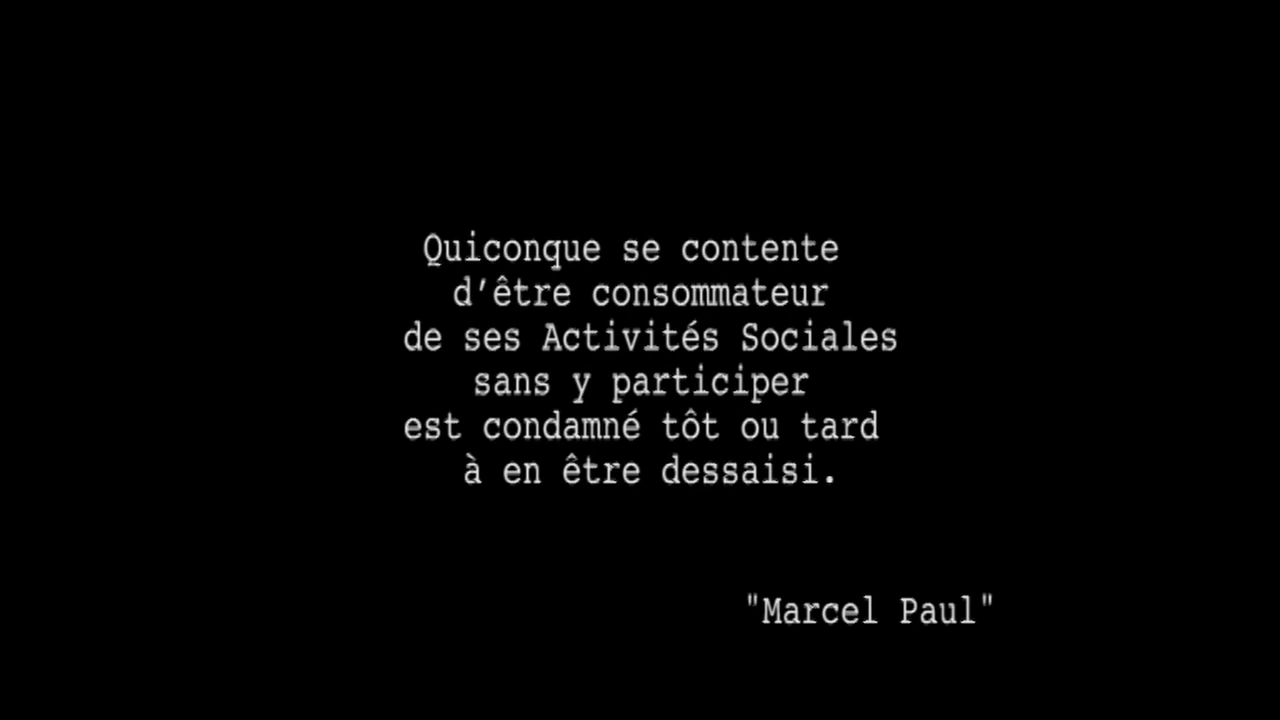 Quiconque se contente
d'être consommateur
de ses Activités Sociales
sans y participer
est condamné tôt ou tard
à en être dessaisi.
"Marcel Paul"